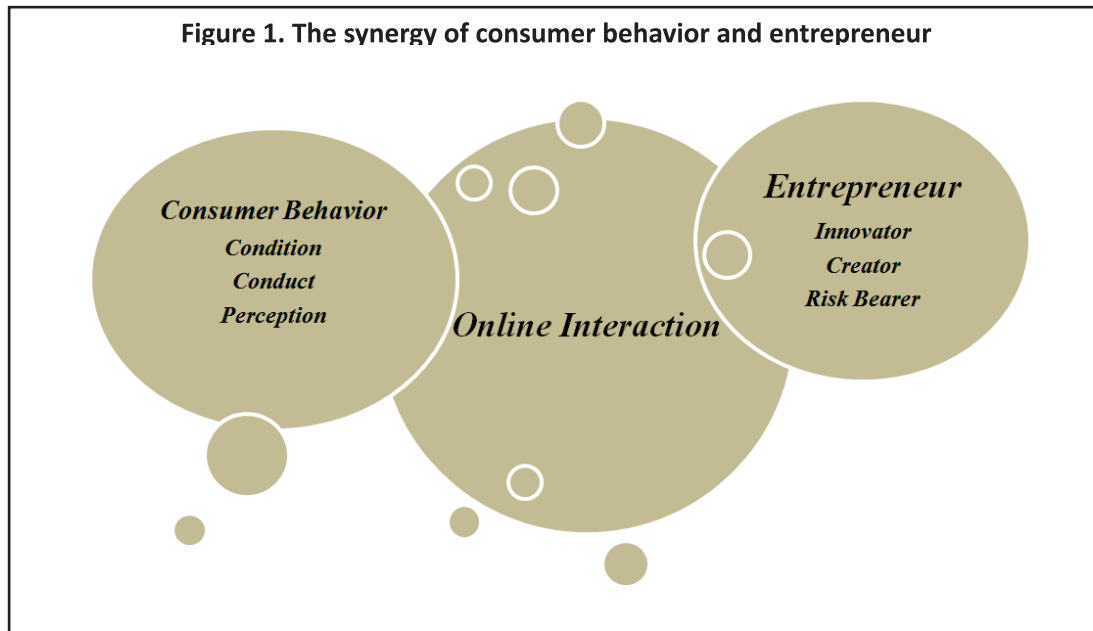 Figure 1. The synergy of consumer behavior and entrepreneur
Consumer Behavior
Condition
Conduct
Perception
Online Interaction
Entrepreneur
Innovator
Creator
Risk Bearer